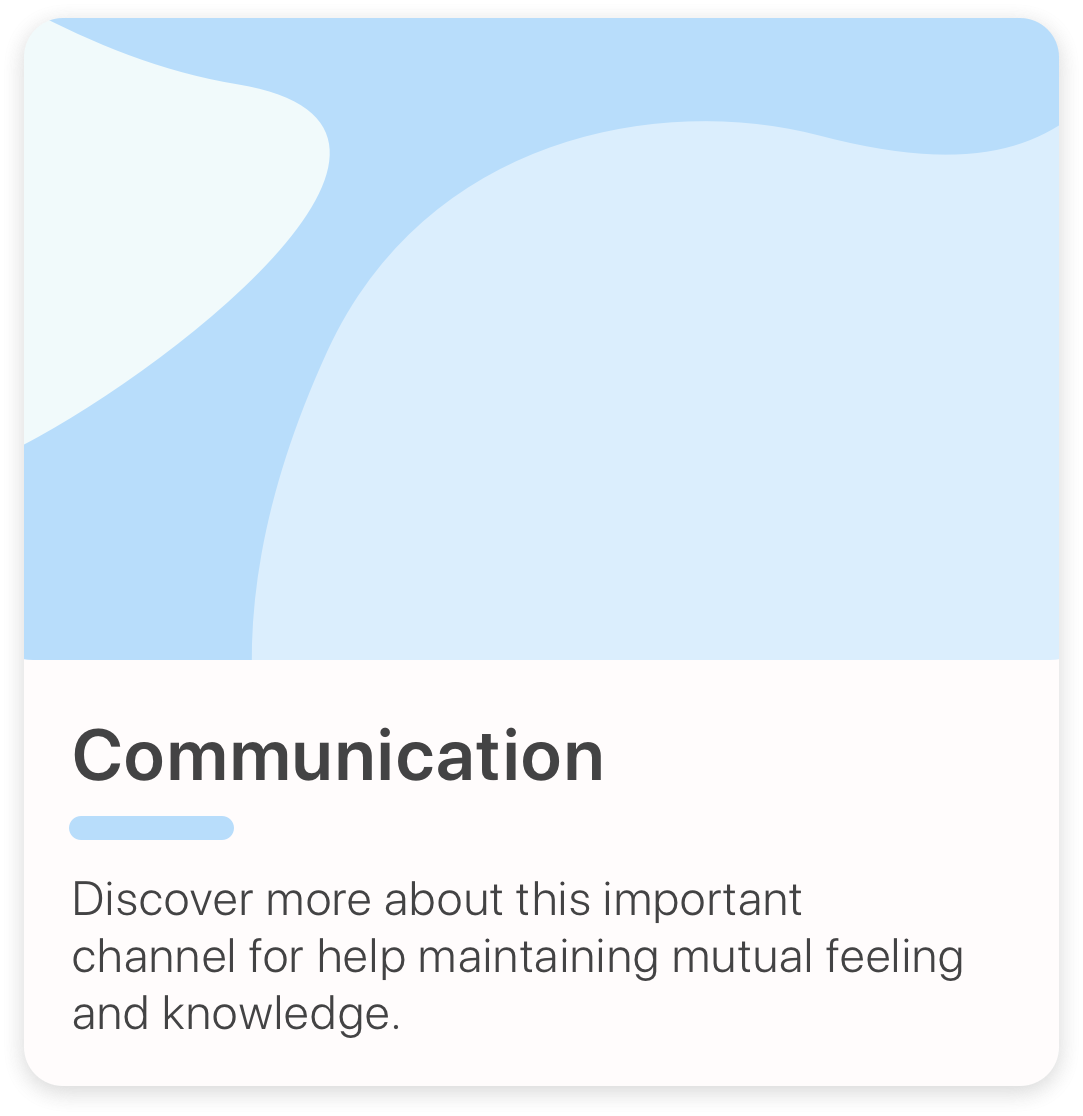 Communication
Discover more about this important
channel for help maintaining mutual feeling
and knowledge.